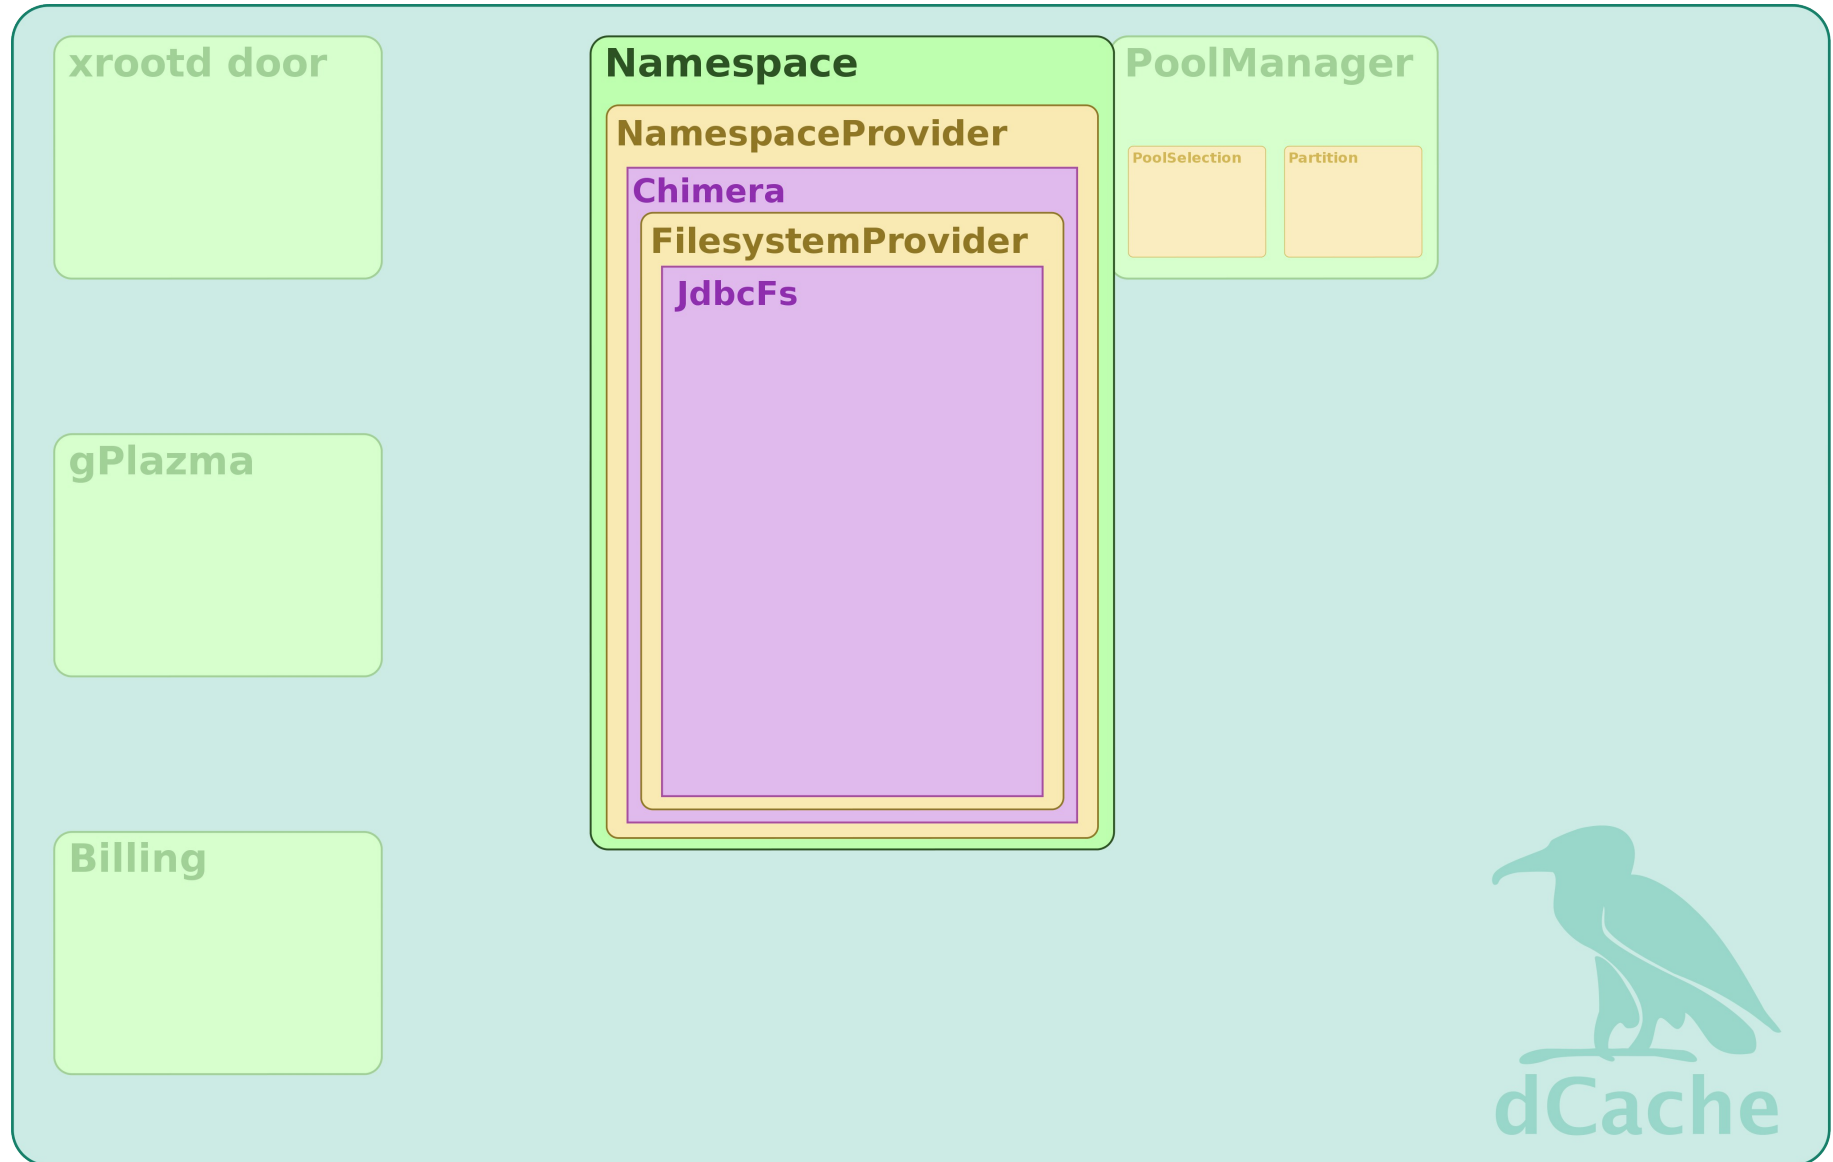 xrootd door
Namespace
PoolManager
NamespaceProvider
PoolSelection
Partition
Chimera
FilesystemProvider
JdbcFs
gPlazma
Billing
dCache